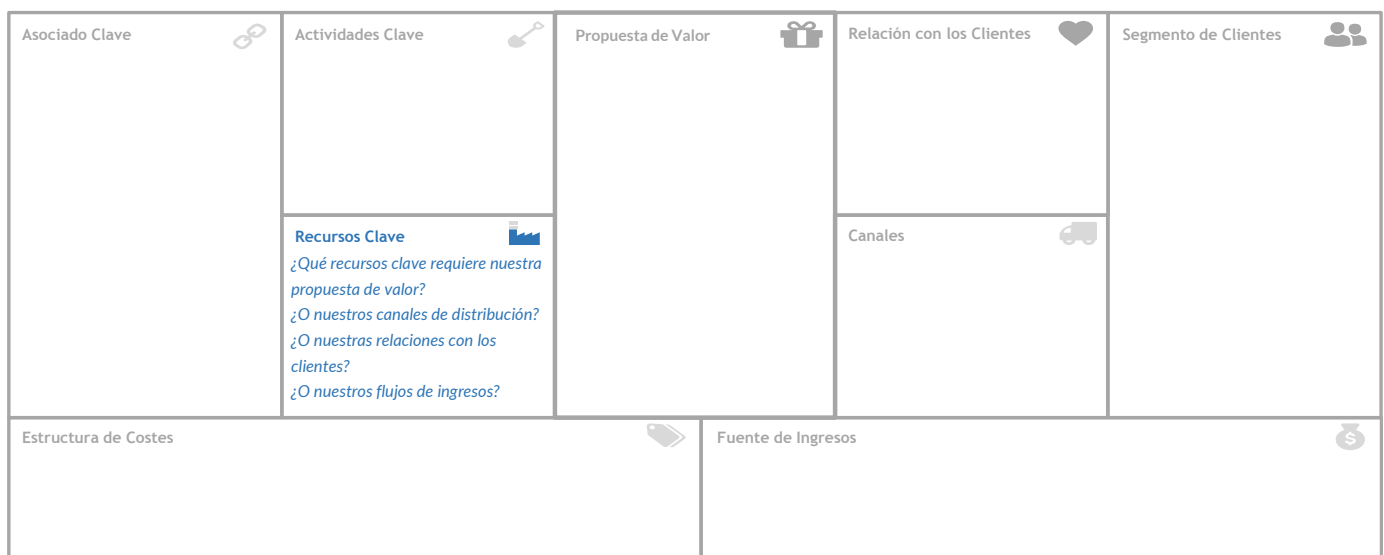 Asociado Clave
Actividades Clave
Propuesta de Valor
Relación con los Clientes
Segmento de Clientes
Recursos Clave
¿Qué recursos clave requiere nuestra
propuesta de valor?
¿O nuestros canales de distribución?
¿O nuestras relaciones con los
clientes?
¿O nuestros flujos de ingresos?
Canales
Estructura de Costes
Fuente de Ingresos
$